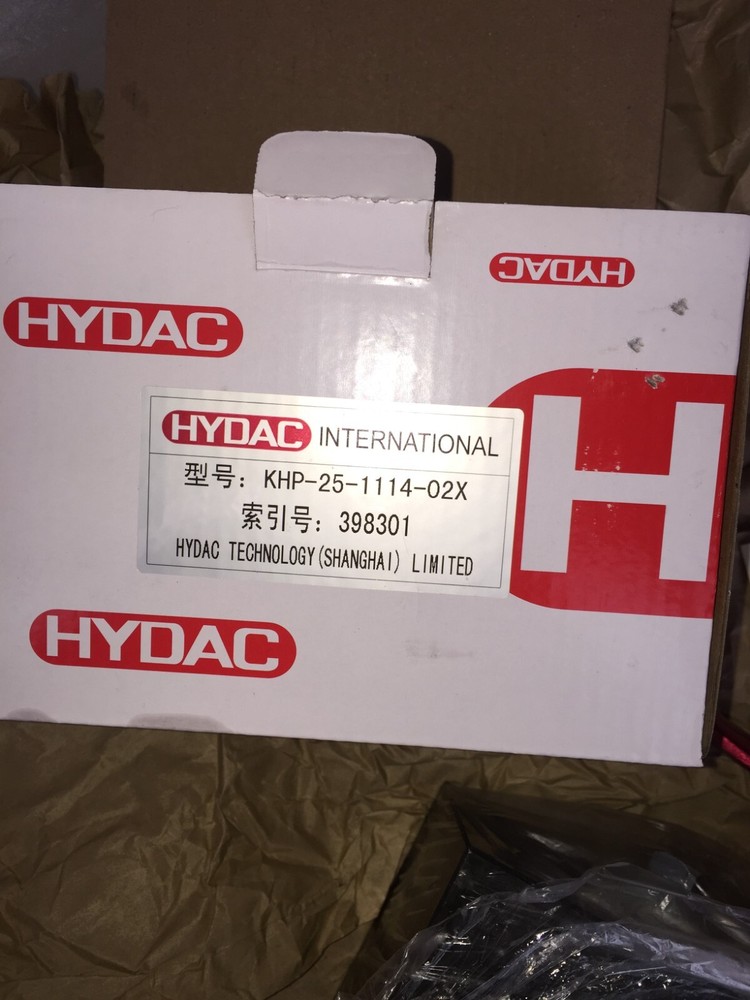 HYDAC
HYDAC
H
HYDAC INTERNATIONAL
型号: KHP-25-1114-02X
索引号: 398301
HYDAC TECHNOLOGY(SHANGHAI) LIMITED
HYDAC